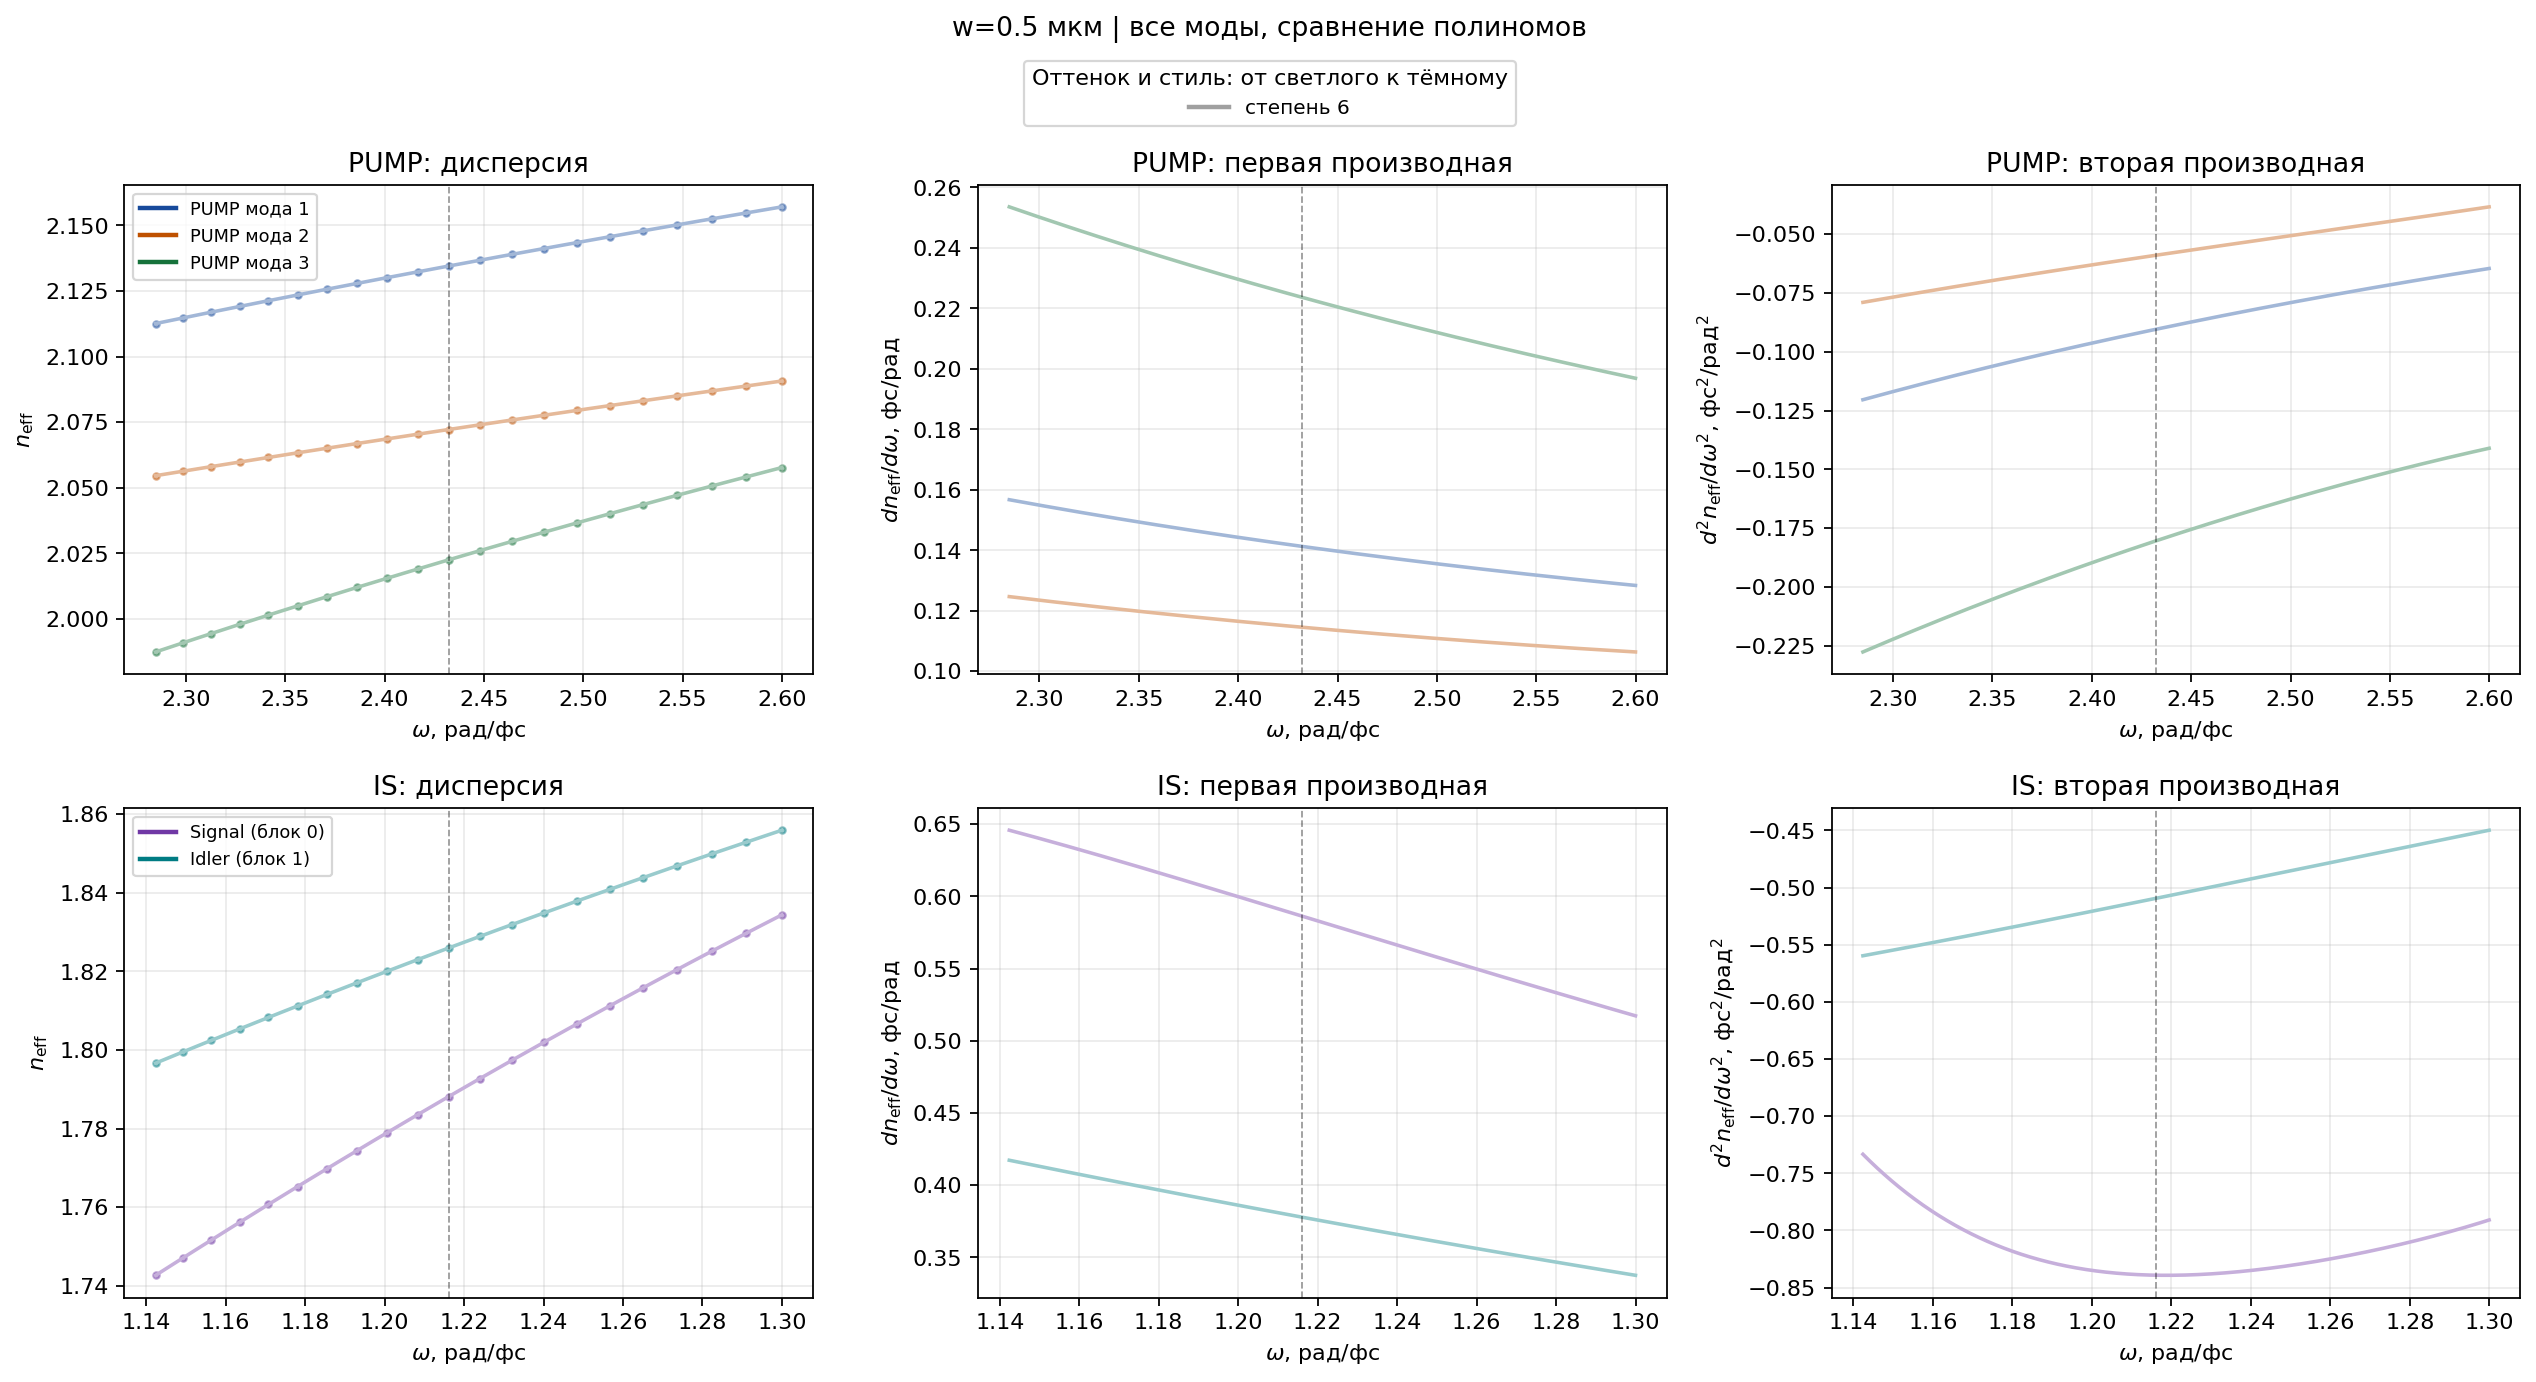 w=0.5 мкм | все моды, сравнение полиномов
Оттенок и стиль: от светлого к тёмному
степень 6
PUMP: дисперсия
PUMP мода 1
PUMP мода 2
PUMP мода 3
2.150
2.125
2.100
2.075
2.050
2.025
2.000
n_eff
2.30 2.35 2.40 2.45 2.50 2.55 2.60
ω, рад/фс
PUMP: первая производная
0.26
0.24
0.22
0.20
0.18
0.16
0.14
0.12
0.10
dn_eff/dω, фс/рад
2.30 2.35 2.40 2.45 2.50 2.55 2.60
ω, рад/фс
PUMP: вторая производная
−0.050
−0.075
−0.100
−0.125
−0.150
−0.175
−0.200
−0.225
d²n_eff/dω², фс²/рад²
2.30 2.35 2.40 2.45 2.50 2.55 2.60
ω, рад/фс
IS: дисперсия
Signal (блок 0)
Idler (блок 1)
1.86
1.84
1.82
1.80
1.78
1.76
1.74
n_eff
1.14 1.16 1.18 1.20 1.22 1.24 1.26 1.28 1.30
ω, рад/фс
IS: первая производная
0.65
0.60
0.55
0.50
0.45
0.40
0.35
dn_eff/dω, фс/рад
1.14 1.16 1.18 1.20 1.22 1.24 1.26 1.28 1.30
ω, рад/фс
IS: вторая производная
−0.45
−0.50
−0.55
−0.60
−0.65
−0.70
−0.75
−0.80
−0.85
d²n_eff/dω², фс²/рад²
1.14 1.16 1.18 1.20 1.22 1.24 1.26 1.28 1.30
ω, рад/фс